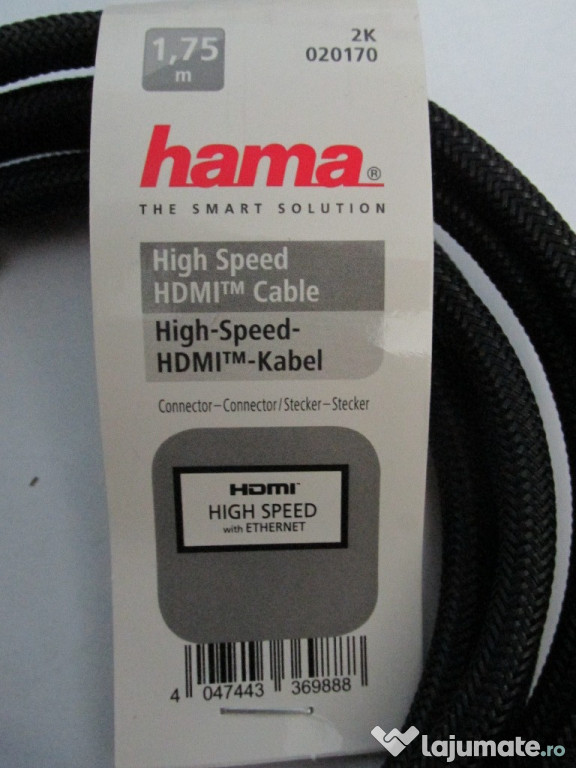 1,75
m
2K
020170
hama®
THE SMART SOLUTION
High Speed
HDMI™ Cable
High-Speed-
HDMI™-Kabel
Connector–Connector/Stecker–Stecker
HDMI™
HIGH SPEED
with ETHERNET
4 047443 369888
lajumate.ro